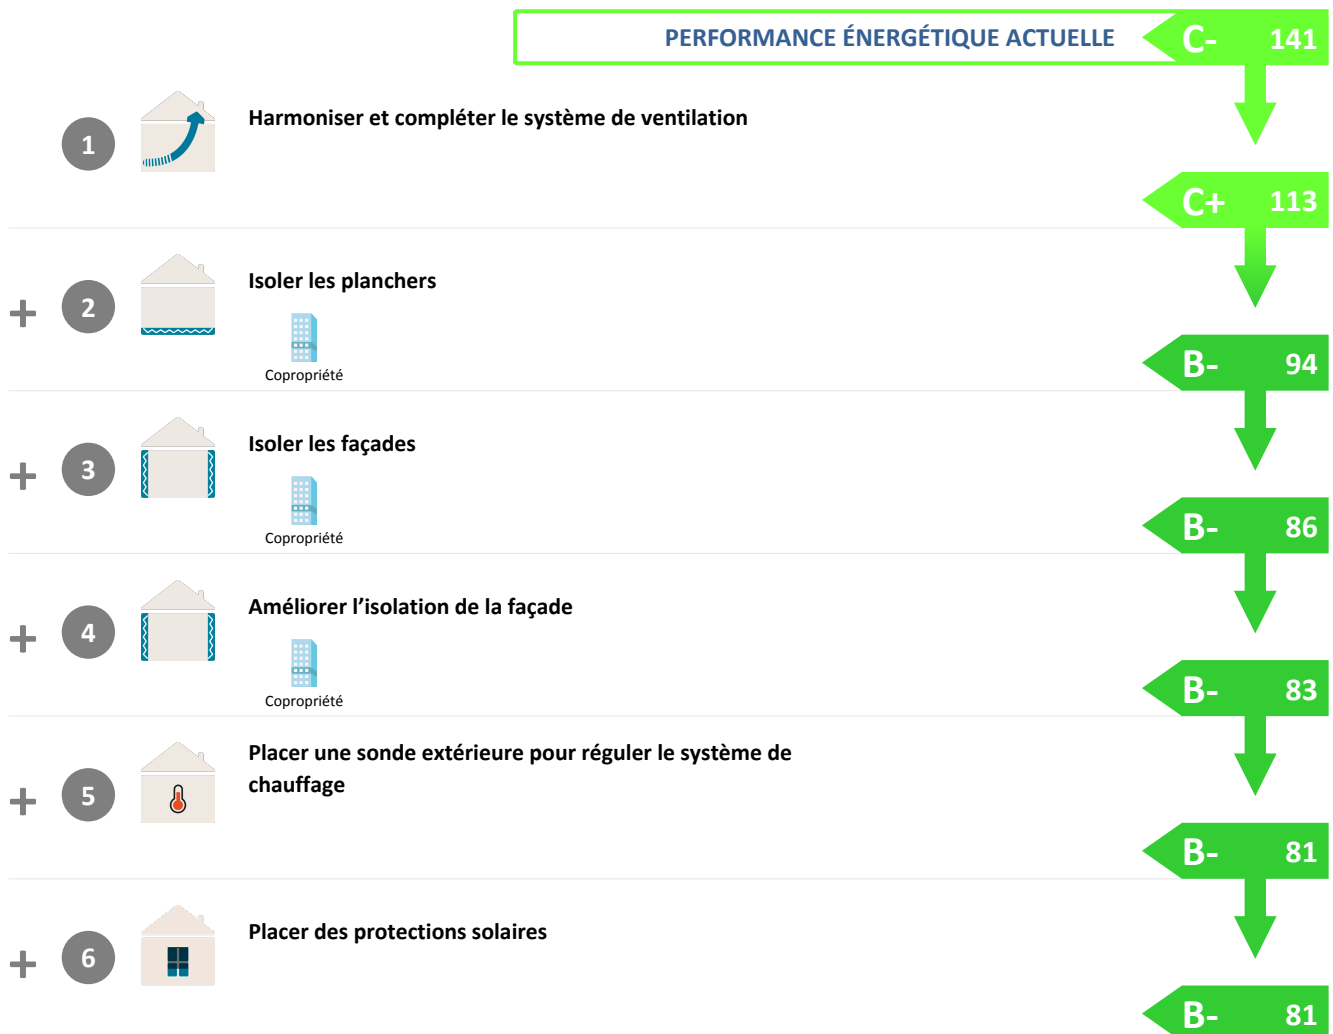 PERFORMANCE ÉNERGÉTIQUE ACTUELLE
C- 141
1
Harmoniser et compléter le système de ventilation
C+ 113
+ 2
Isoler les planchers
Copropriété
B- 94
+ 3
Isoler les façades
Copropriété
B- 86
+ 4
Améliorer l’isolation de la façade
Copropriété
B- 83
+ 5
Placer une sonde extérieure pour réguler le système de
chauffage
B- 81
+ 6
Placer des protections solaires
B- 81